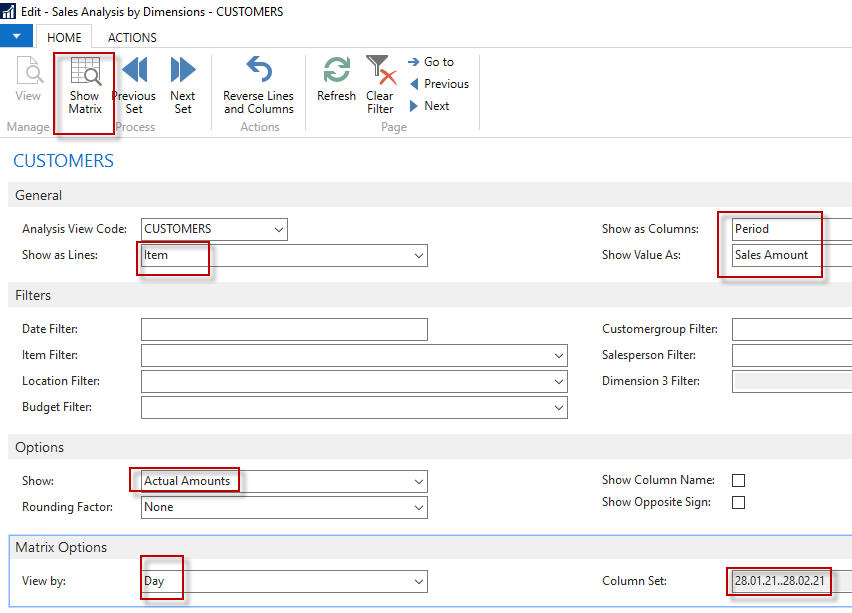 Edit - Sales Analysis by Dimensions - CUSTOMERS
HOME ACTIONS
View
Show Matrix
Previous Set
Next Set
Reverse Lines and Columns
Refresh
Clear Filter
Go to
Previous
Next
Manage Process Actions Page
CUSTOMERS
General
Analysis View Code: CUSTOMERS Show as Columns: Period
Show as Lines: Item Show Value As: Sales Amount
Filters
Date Filter: Customergroup Filter:
Item Filter: Salesperson Filter:
Location Filter: Dimension 3 Filter:
Budget Filter:
Options
Show: Actual Amounts Show Column Name:
Rounding Factor: None Show Opposite Sign:
Matrix Options
View by: Day Column Set: 28.01.21..28.02.21